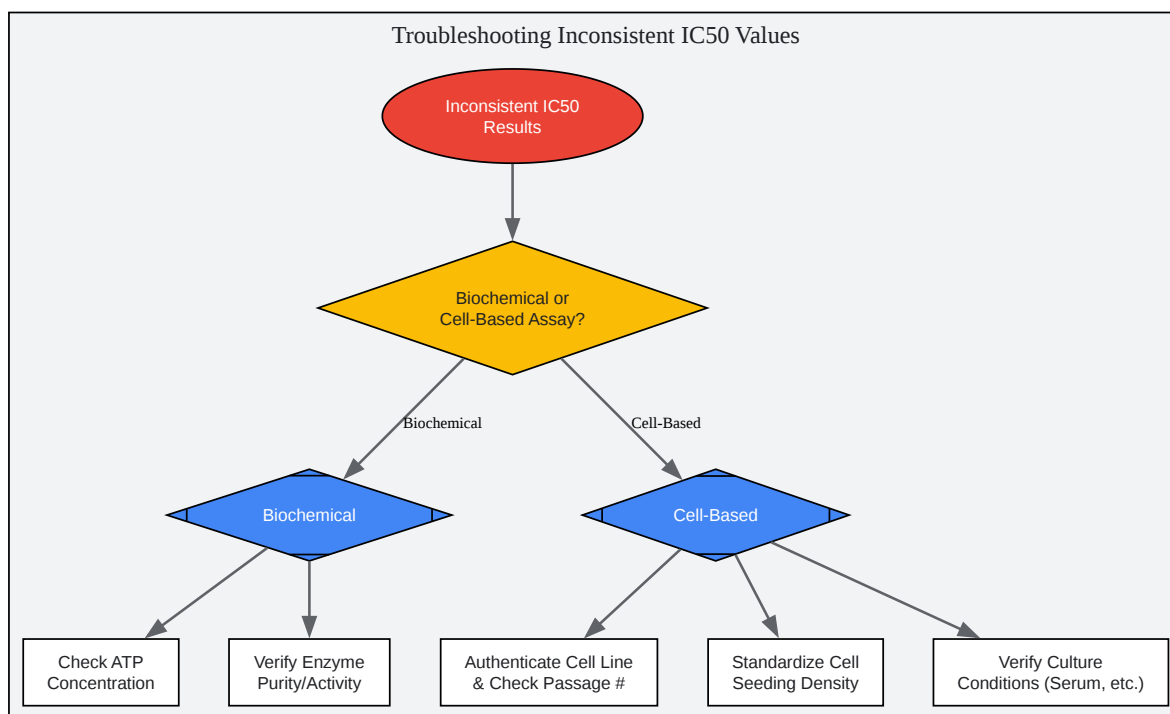 Troubleshooting Inconsistent IC50 Values
Inconsistent IC50
Results
Biochemical or
Cell-Based Assay?
Biochemical
Cell-Based
Biochemical
Cell-Based
Check ATP
Concentration
Verify Enzyme
Purity/Activity
Authenticate Cell Line
& Check Passage #
Standardize Cell
Seeding Density
Verify Culture
Conditions (Serum, etc.)